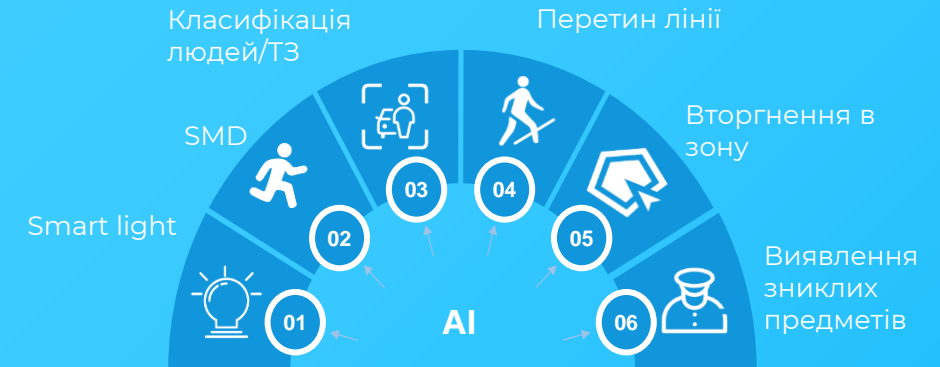 Smart light
01
SMD
02
Класифікація
людей/ТЗ
03
Перетин лінії
04
Вторгнення в
зону
05
Виявлення
зниклих
предметів
06
AI